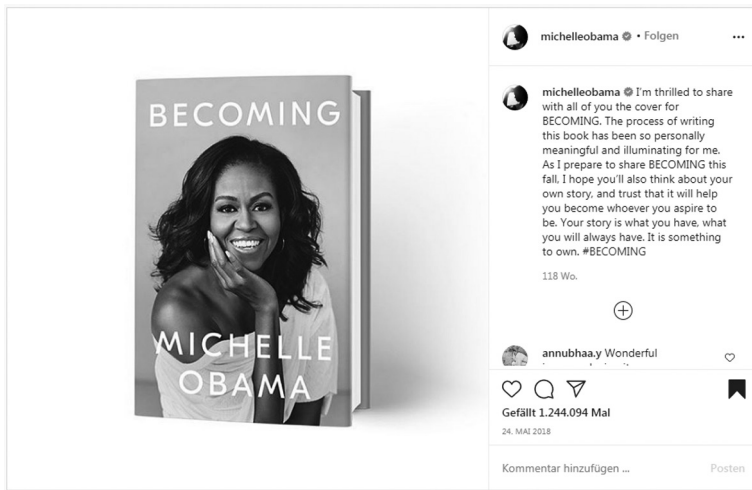 BECOMING
MICHELLE
OBAMA
michelleobama • Folgen
michelleobama I'm thrilled to share
with all of you the cover for
BECOMING. The process of writing
this book has been so personally
meaningful and illuminating for me.
As I prepare to share BECOMING this
fall, I hope you'll also think about your
own story, and trust that it will help
you become whoever you aspire to
be. Your story is what you have, what
you will always have. It is something
to own. #BECOMING
118 Wo.
annubhaa.y Wonderful
Gefällt 1.244.094 Mal
24. MAI 2018
Kommentar hinzufügen ...
Posten